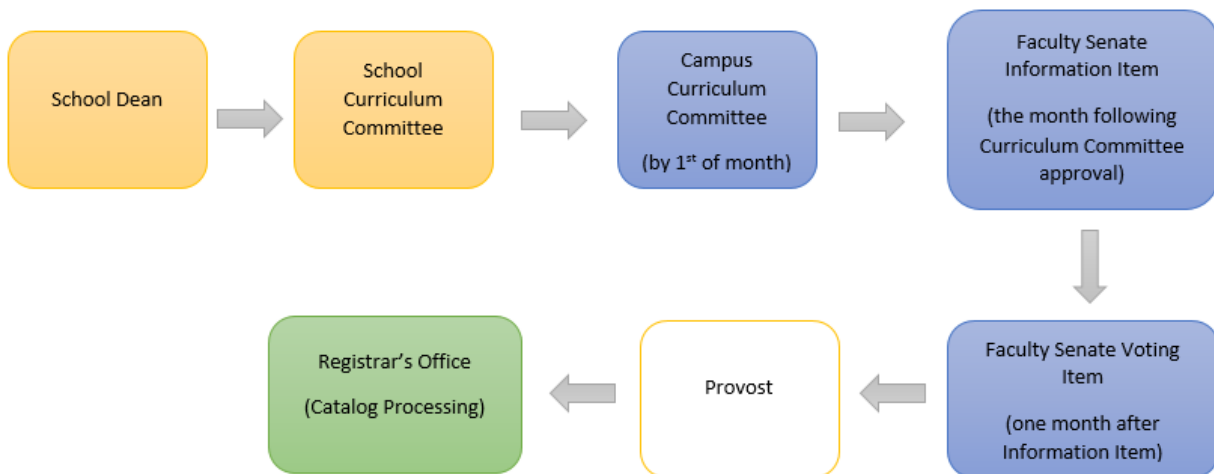 School Dean
School
Curriculum
Committee
Campus
Curriculum
Committee
(by 1st of month)
Faculty Senate
Information Item
(the month following
Curriculum Committee
approval)
Faculty Senate Voting
Item
(one month after
Information Item)
Provost
Registrar’s Office
(Catalog Processing)